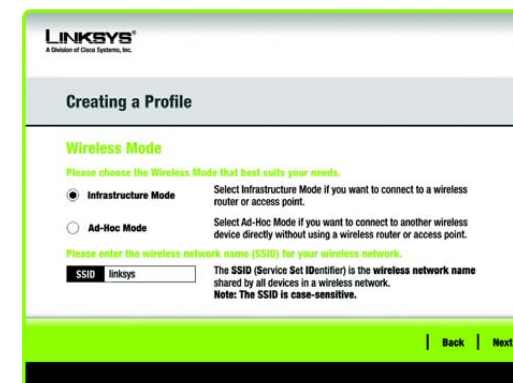 LINKSYS®
A Division of Cisco Systems, Inc.
Creating a Profile
Wireless Mode
Please choose the Wireless Mode that best suits your needs.
Infrastructure Mode
Select Infrastructure Mode if you want to connect to a wireless
router or access point.
Ad-Hoc Mode
Select Ad-Hoc Mode if you want to connect to another wireless
device directly without using a wireless router or access point.
Please enter the wireless network name (SSID) for your wireless network.
SSID linksys
The SSID (Service Set IDentifier) is the wireless network name
shared by all devices in a wireless network.
Note: The SSID is case-sensitive.
Back Next